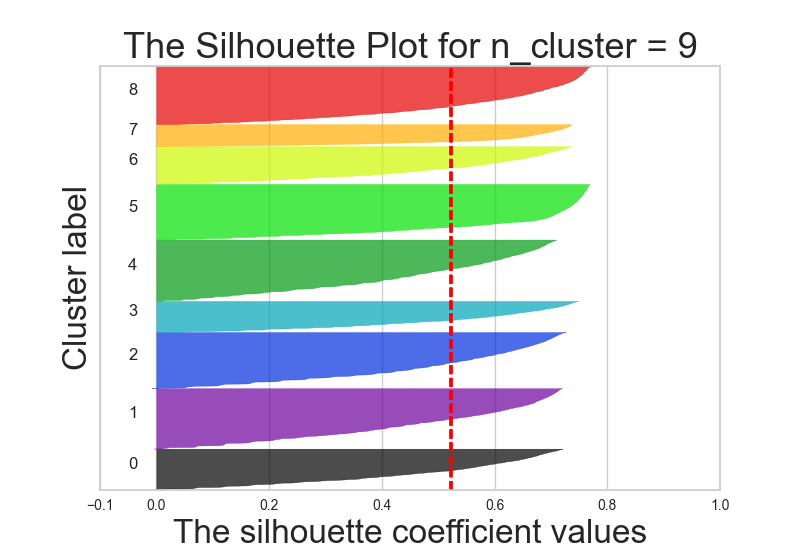 The Silhouette Plot for n_cluster = 9
8
7
6
5
4
3
2
1
0
Cluster label
−0.1 0.0 0.2 0.4 0.6 0.8 1.0
The silhouette coefficient values